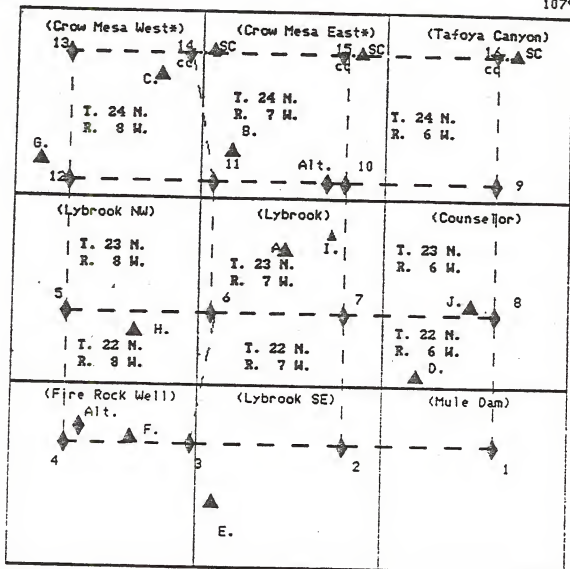 1079
(Crow Mesa West*) (Crow Mesa East*) (Tafoya Canyon)
13 14 SC 15 SC 16 SC
cc cc cc
C.
T. 24 N. T. 24 N. T. 24 N.
R. 8 W. R. 7 W. R. 6 W.
B.
G.
12 11 Alt. 10 9
(Lybrook NW) (Lybrook) (Counsellor)
T. 23 N. A. I. T. 23 N.
R. 8 W. T. 23 N. R. 6 W.
R. 7 W.
5 6 7 J. 8
H.
T. 22 N. T. 22 N. T. 22 N.
R. 8 W. R. 7 W. R. 6 W.
D.
(Fire Rock Well) (Lybrook SE) (Mule Dam)
Alt.
F.
4 3 2 1
E.